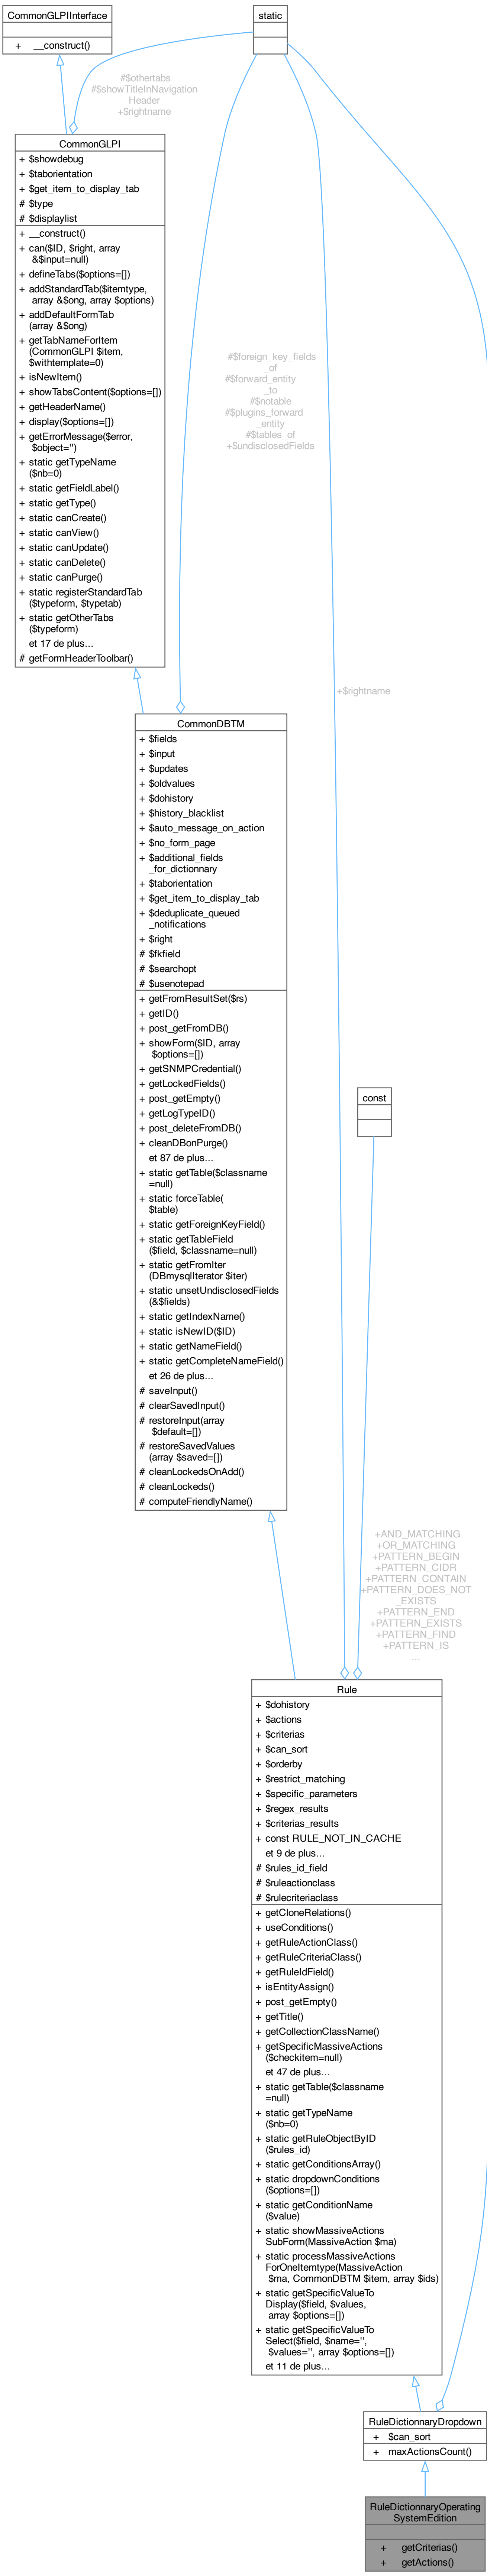 CommonGLPIInterface
+ __construct()
static
#$othertabs
#$showTitleInNavigation
Header
+$rightname
CommonGLPI
+ $showdebug
+ $taborientation
+ $get_item_to_display_tab
# $type
# $displaylist
+ __construct()
+ can($ID, $right, array
&$input=null)
+ defineTabs($options=[])
+ addStandardTab($itemtype,
array &$ong, array $options)
+ addDefaultFormTab
(array &$ong)
+ getTabNameForItem
(CommonGLPI $item,
$withtemplate=0)
+ isNewItem()
+ showTabsContent($options=[])
+ getHeaderName()
+ display($options=[])
+ getErrorMessage($error,
$object='')
+ static getTypeName
($nb=0)
+ static getFieldLabel()
+ static getType()
+ static canCreate()
+ static canView()
+ static canUpdate()
+ static canDelete()
+ static canPurge()
+ static registerStandardTab
($typeform, $typetab)
+ static getOtherTabs
($typeform)
et 17 de plus...
# getFormHeaderToolbar()
#$foreign_key_fields
_of
#$forward_entity
_to
#$notable
#$plugins_forward
_entity
#$tables_of
+$undisclosedFields
+$rightname
CommonDBTM
+ $fields
+ $input
+ $updates
+ $oldvalues
+ $dohistory
+ $history_blacklist
+ $auto_message_on_action
+ $no_form_page
+ $additional_fields
_for_dictionnary
+ $taborientation
+ $get_item_to_display_tab
+ $deduplicate_queued
_notifications
+ $right
# $fkfield
# $searchopt
# $usenotepad
+ getFromResultSet($rs)
+ getID()
+ post_getFromDB()
+ showForm($ID, array
$options=[])
+ getSNMPCredential()
+ getLockedFields()
+ post_getEmpty()
+ getLogTypeID()
+ post_deleteFromDB()
+ cleanDBonPurge()
et 87 de plus...
+ static getTable($classname
=null)
+ static forceTable(
$table)
+ static getForeignKeyField()
+ static getTableField
($field, $classname=null)
+ static getFromIter
(DBmysqlIterator $iter)
+ static unsetUndisclosedFields
(&$fields)
+ static getIndexName()
+ static isNewID($ID)
+ static getNameField()
+ static getCompleteNameField()
et 26 de plus...
# saveInput()
# clearSavedInput()
# restoreInput(array
$default=[])
# restoreSavedValues
(array $saved=[])
# cleanLockedsOnAdd()
# cleanLockeds()
# computeFriendlyName()
const
+AND_MATCHING
+OR_MATCHING
+PATTERN_BEGIN
+PATTERN_CIDR
+PATTERN_CONTAIN
+PATTERN_DOES_NOT
_EXISTS
+PATTERN_END
+PATTERN_EXISTS
+PATTERN_FIND
+PATTERN_IS
...
Rule
+ $dohistory
+ $actions
+ $criterias
+ $can_sort
+ $orderby
+ $restrict_matching
+ $specific_parameters
+ $regex_results
+ $criterias_results
+ const RULE_NOT_IN_CACHE
et 9 de plus...
# $rules_id_field
# $ruleactionclass
# $rulecriteriaclass
+ getCloneRelations()
+ useConditions()
+ getRuleActionClass()
+ getRuleCriteriaClass()
+ getRuleIdField()
+ isEntityAssign()
+ post_getEmpty()
+ getTitle()
+ getCollectionClassName()
+ getSpecificMassiveActions
($checkitem=null)
et 47 de plus...
+ static getTable($classname
=null)
+ static getTypeName
($nb=0)
+ static getRuleObjectByID
($rules_id)
+ static getConditionsArray()
+ static dropdownConditions
($options=[])
+ static getConditionName
($value)
+ static showMassiveActions
SubForm(MassiveAction $ma)
+ static processMassiveActions
ForOneItemtype(MassiveAction
$ma, CommonDBTM $item, array $ids)
+ static getSpecificValueTo
Display($field, $values,
array $options=[])
+ static getSpecificValueTo
Select($field, $name='',
$values='', array $options=[])
et 11 de plus...
RuleDictionnaryDropdown
+ $can_sort
+ maxActionsCount()
RuleDictionnaryOperating
SystemEdition
+ getCriterias()
+ getActions()